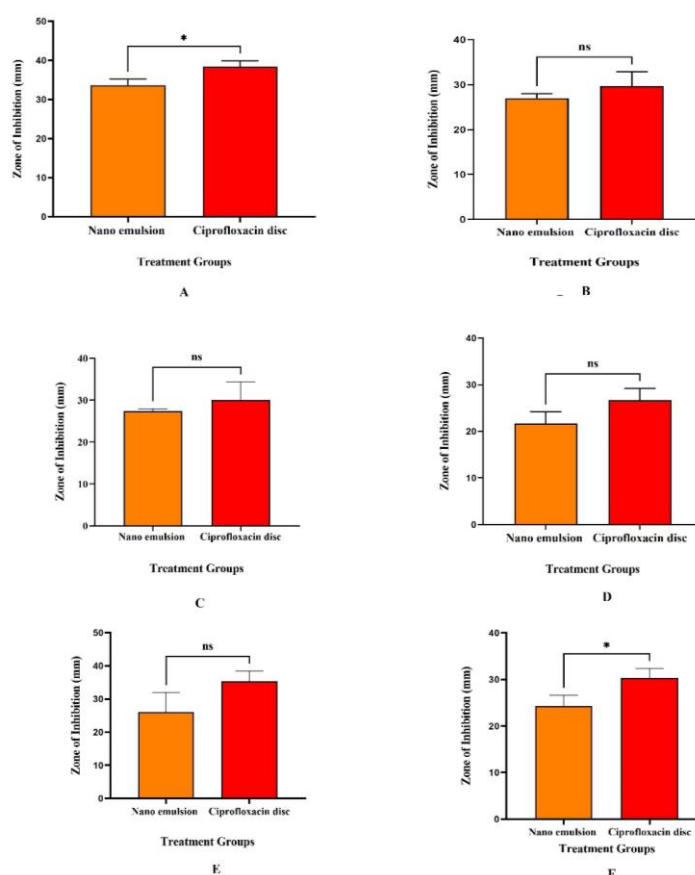 50
40
30
20
10
0
Zone of Inhibition (mm)
*
Nano emulsion Ciprofloxacin disc
Treatment Groups
A
40
30
20
10
0
Zone of Inhibition (mm)
ns
Nano emulsion Ciprofloxacin disc
Treatment Groups
B
40
30
20
10
0
Zone of Inhibition (mm)
ns
Nano emulsion Ciprofloxacin disc
Treatment Groups
C
40
30
20
10
0
Zone of Inhibition (mm)
ns
Nano emulsion Ciprofloxacin disc
Treatment Groups
D
50
40
30
20
10
0
Zone of Inhibition (mm)
ns
Nano emulsion Ciprofloxacin disc
Treatment Groups
E
40
30
20
10
0
Zone of Inhibition (mm)
*
Nano emulsion Ciprofloxacin disc
Treatment Groups
F